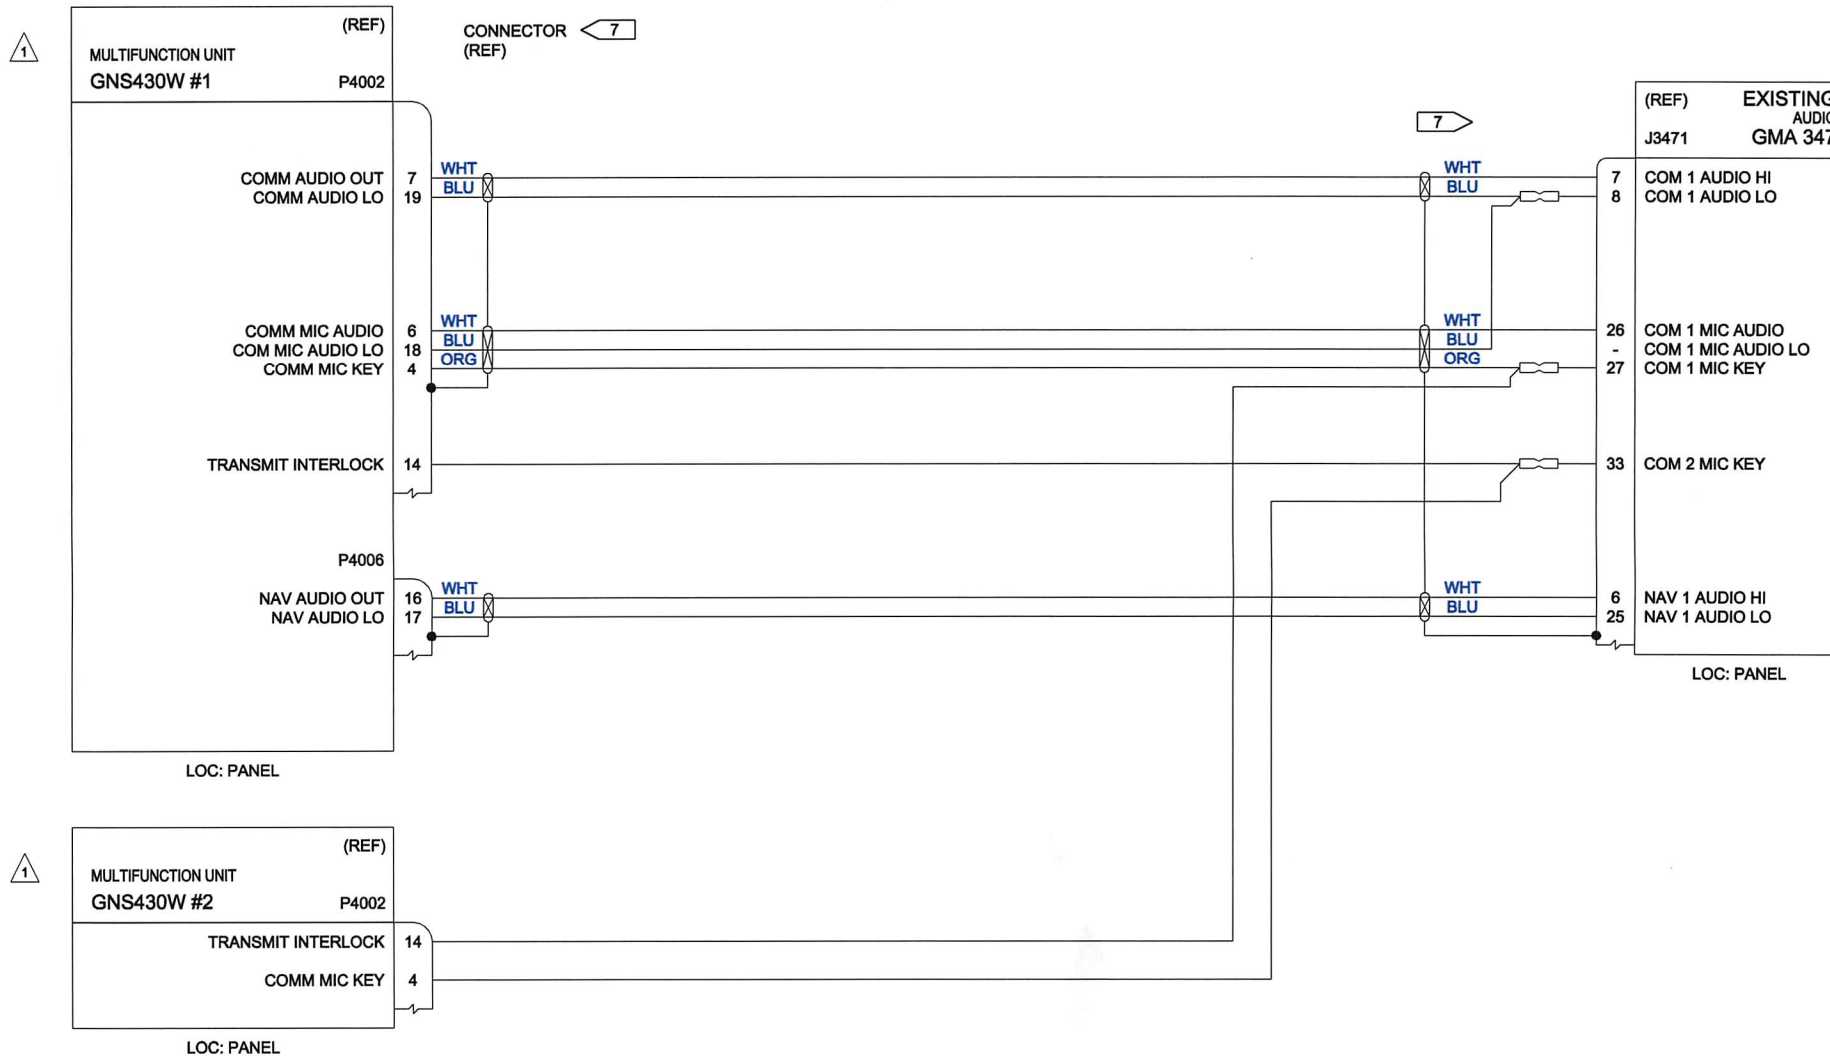 (REF)
CONNECTOR 7
(REF)
1
MULTIFUNCTION UNIT
GNS430W #1 P4002
(REF) EXISTING
AUDIO
J3471 GMA 347
7
COMM AUDIO OUT 7 WHT WHT 7 COM 1 AUDIO HI
COMM AUDIO LO 19 BLU BLU 8 COM 1 AUDIO LO
COMM MIC AUDIO 6 WHT WHT 26 COM 1 MIC AUDIO
COM MIC AUDIO LO 18 BLU BLU - COM 1 MIC AUDIO LO
COMM MIC KEY 4 ORG ORG 27 COM 1 MIC KEY
TRANSMIT INTERLOCK 14 33 COM 2 MIC KEY
P4006
NAV AUDIO OUT 16 WHT WHT 6 NAV 1 AUDIO HI
NAV AUDIO LO 17 BLU BLU 25 NAV 1 AUDIO LO
LOC: PANEL
LOC: PANEL
(REF)
1
MULTIFUNCTION UNIT
GNS430W #2 P4002
TRANSMIT INTERLOCK 14
COMM MIC KEY 4
LOC: PANEL